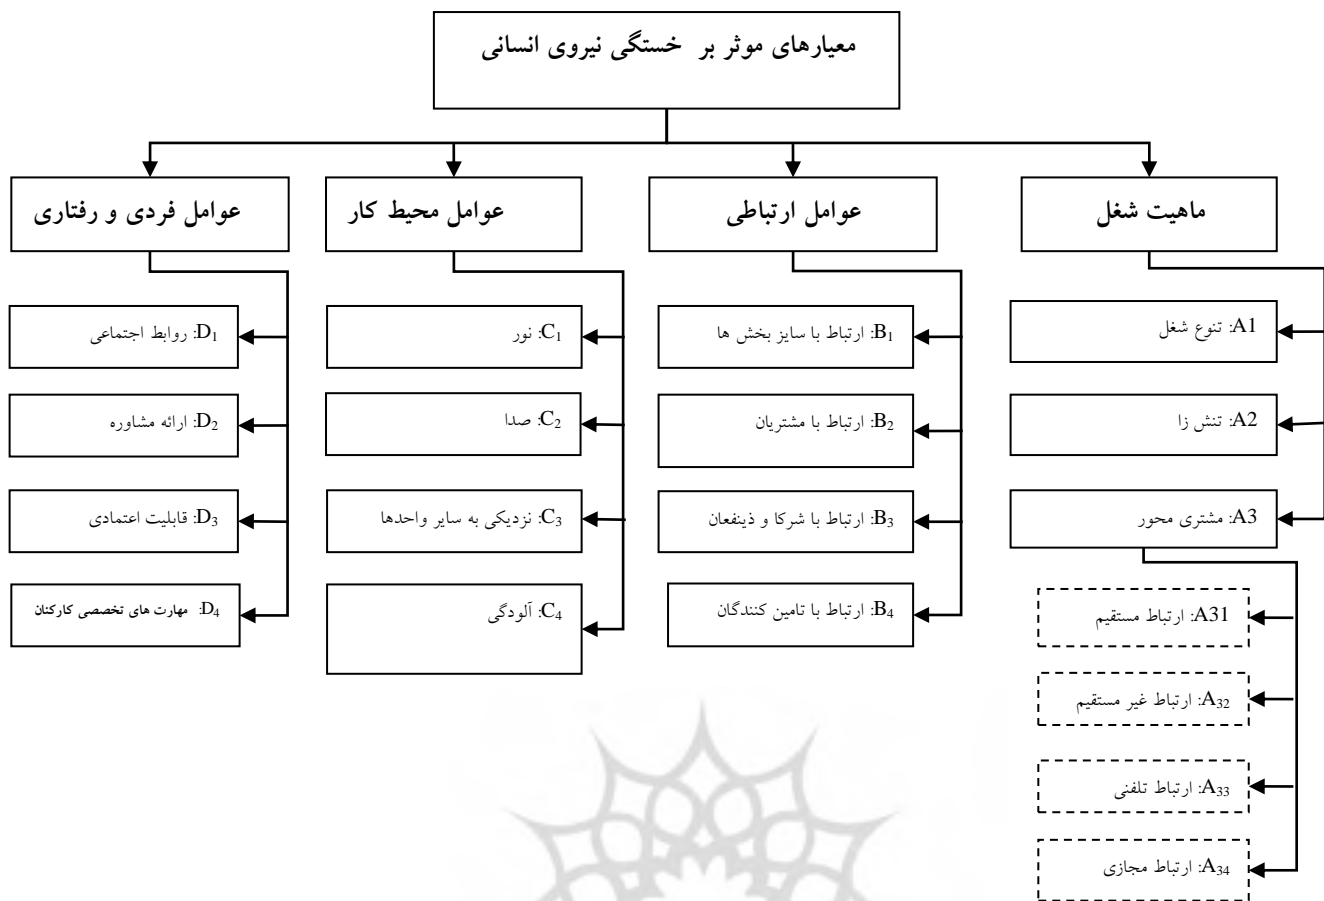 معیارهای موثر بر خستگی نیروی انسانی
ماهیت شغل
عوامل ارتباطی
عوامل محیط کار
عوامل فردی و رفتاری
A1: تنوع شغل
A2: تنش زا
A3: مشتری محور
A31: ارتباط مستقیم
A32: ارتباط غیر مستقیم
A33: ارتباط تلفنی
A34: ارتباط مجازی
B1: ارتباط با سایز بخش ها
B2: ارتباط با مشتریان
B3: ارتباط با شرکا و ذینفعان
B4: ارتباط با تامین کنندگان
C1: نور
C2: صدا
C3: نزدیکی به سایر واحدها
C4: آلودگی
D1: روابط اجتماعی
D2: ارائه مشاوره
D3: قابلیت اعتمادی
D4: مهارت های تخصصی کارکنان